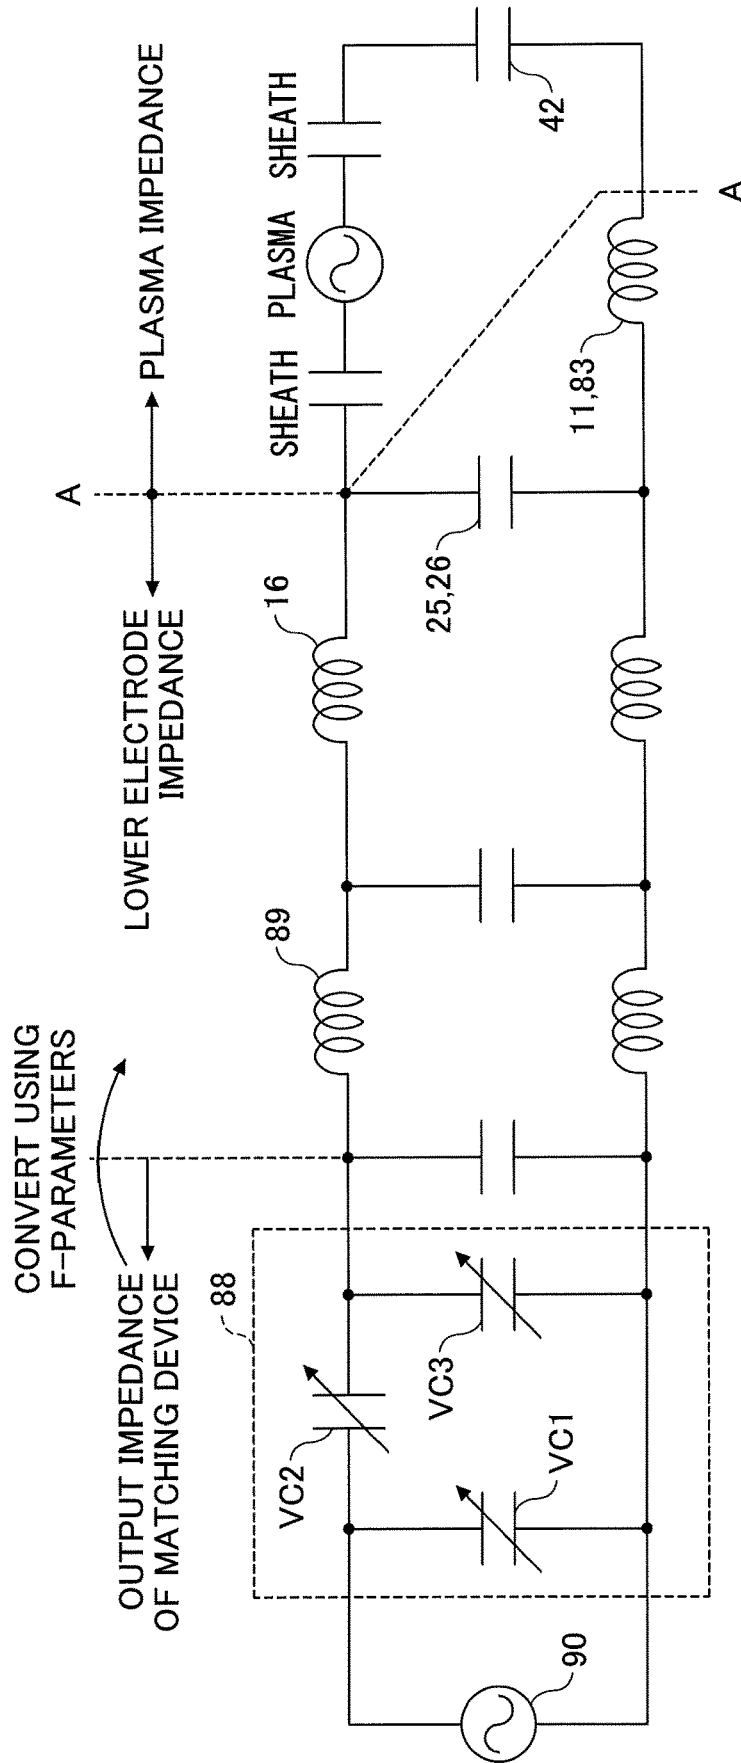 CONVERT USING
F-PARAMETERS
OUTPUT IMPEDANCE
OF MATCHING DEVICE
LOWER ELECTRODE
IMPEDANCE
PLASMA IMPEDANCE
A
88
89
16
SHEATH
PLASMA
SHEATH
VC2
VC3
VC1
25,26
42
11,83
90
A